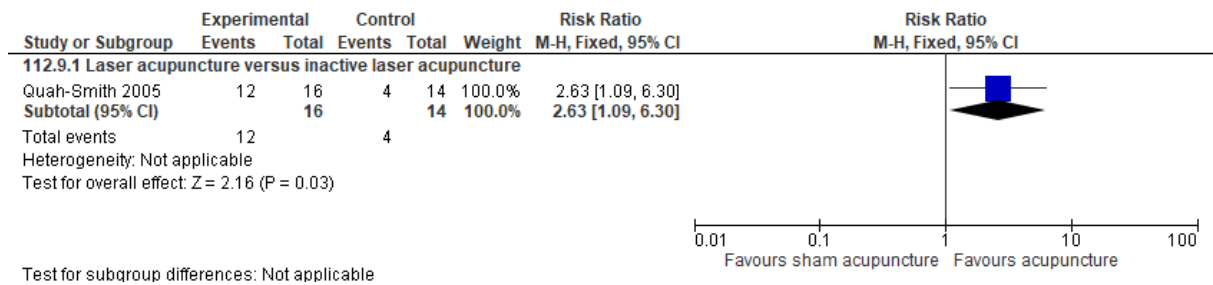 Experimental Control Risk Ratio Risk Ratio
Study or Subgroup Events Total Events Total Weight M-H, Fixed, 95% CI M-H, Fixed, 95% CI
112.9.1 Laser acupuncture versus inactive laser acupuncture
Quah-Smith 2005 12 16 4 14 100.0% 2.63 [1.09, 6.30]
Subtotal (95% CI) 16 14 100.0% 2.63 [1.09, 6.30]
Total events 12 4
Heterogeneity: Not applicable
Test for overall effect: Z = 2.16 (P = 0.03)
0.01 0.1 1 10 100
Favours sham acupuncture Favours acupuncture
Test for subgroup differences: Not applicable